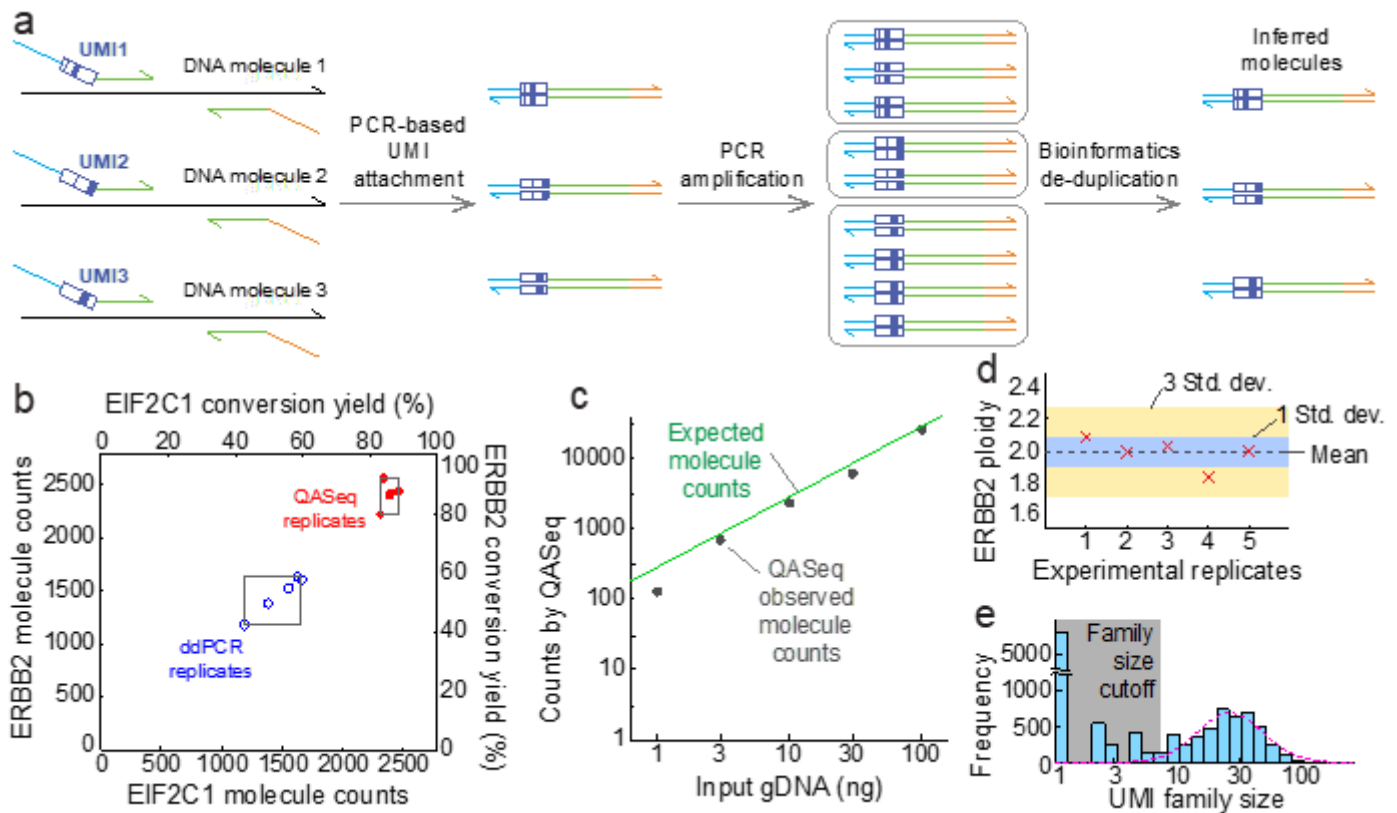 a
UMI1
DNA molecule 1
UMI2
DNA molecule 2
UMI3
DNA molecule 3
PCR-based
UMI
attachment
PCR
amplification
Bioinformatics
de-duplication
Inferred
molecules
b
EIF2C1 conversion yield (%)
0 20 40 60 80 100
ERBB2 molecule counts
2500
2000
1500
1000
500
0
QASeq
replicates
ddPCR
replicates
100
80
60
40
20
0
ERBB2 conversion yield (%)
0 500 1000 1500 2000 2500
EIF2C1 molecule counts
c
Counts by QASeq
10000
1000
100
10
1
Expected
molecule
counts
QASeq
observed
molecule
counts
1 3 10 30 100
Input gDNA (ng)
d
ERBB2 ploidy
2.4
2.2
2.0
1.8
1.6
3 Std. dev.
1 Std. dev.
Mean
1 2 3 4 5
Experimental replicates
e
Frequency
5000
1000
500
0
Family
size
cutoff
1 3 10 30 100
UMI family size